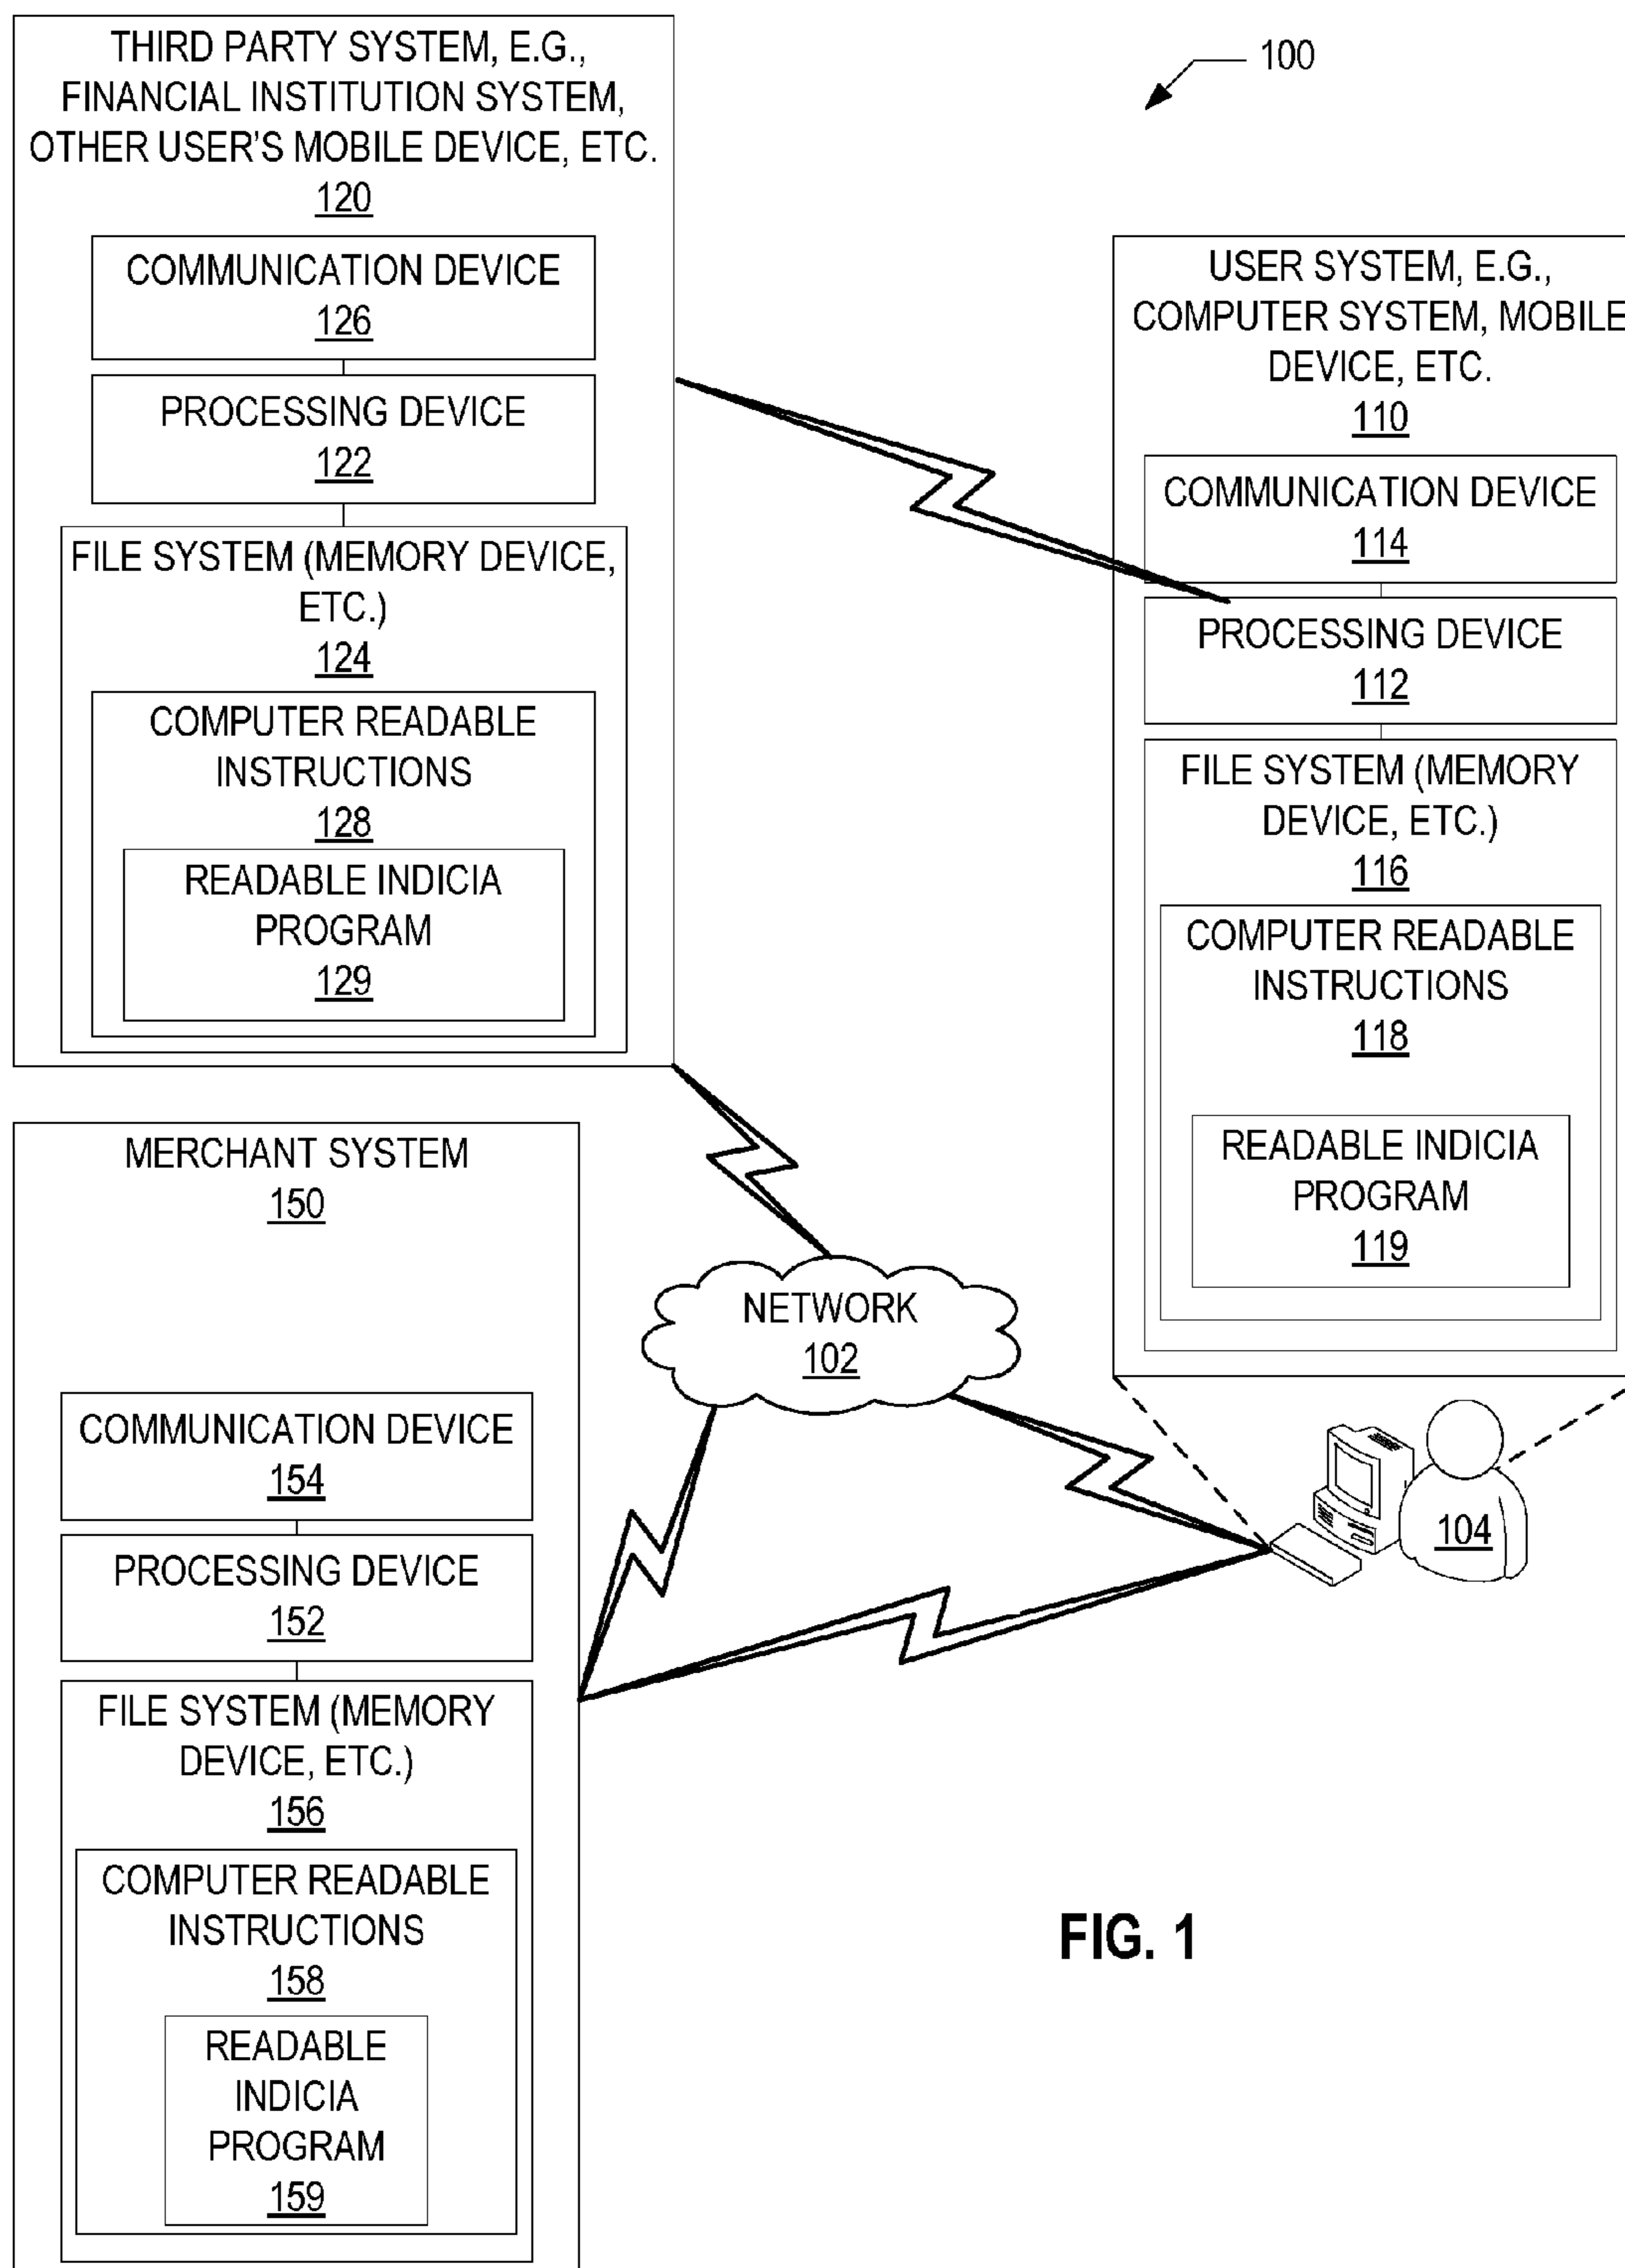 100
THIRD PARTY SYSTEM, E.G.,
FINANCIAL INSTITUTION SYSTEM,
OTHER USER'S MOBILE DEVICE, ETC.
120
COMMUNICATION DEVICE
126
PROCESSING DEVICE
122
FILE SYSTEM (MEMORY DEVICE,
ETC.)
124
COMPUTER READABLE
INSTRUCTIONS
128
READABLE INDICIA
PROGRAM
129
USER SYSTEM, E.G.,
COMPUTER SYSTEM, MOBILE
DEVICE, ETC.
110
COMMUNICATION DEVICE
114
PROCESSING DEVICE
112
FILE SYSTEM (MEMORY
DEVICE, ETC.)
116
COMPUTER READABLE
INSTRUCTIONS
118
READABLE INDICIA
PROGRAM
119
MERCHANT SYSTEM
150
COMMUNICATION DEVICE
154
PROCESSING DEVICE
152
FILE SYSTEM (MEMORY
DEVICE, ETC.)
156
COMPUTER READABLE
INSTRUCTIONS
158
READABLE
INDICIA
PROGRAM
159
NETWORK
102
104
FIG. 1